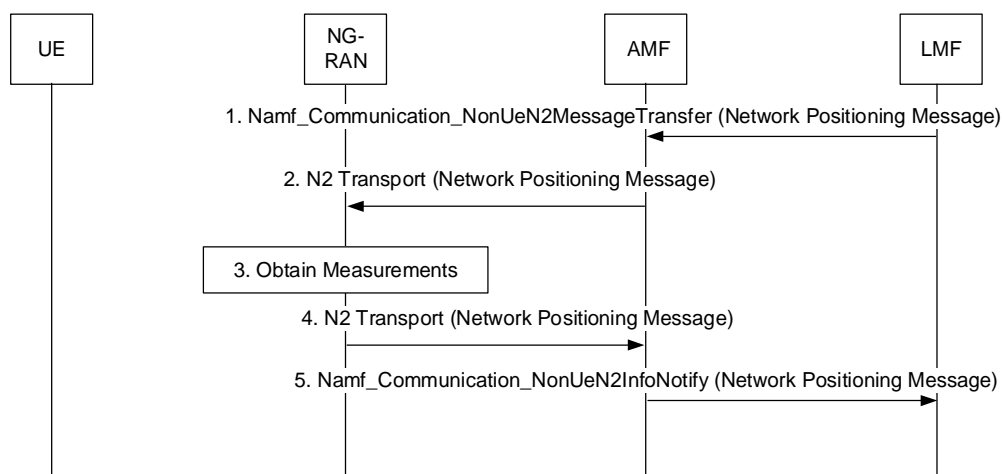 UE
NG-
RAN
AMF
LMF
1. Namf_Communication_NonUeN2MessageTransfer (Network Positioning Message)
2. N2 Transport (Network Positioning Message)
3. Obtain Measurements
4. N2 Transport (Network Positioning Message)
5. Namf_Communication_NonUeN2InfoNotify (Network Positioning Message)